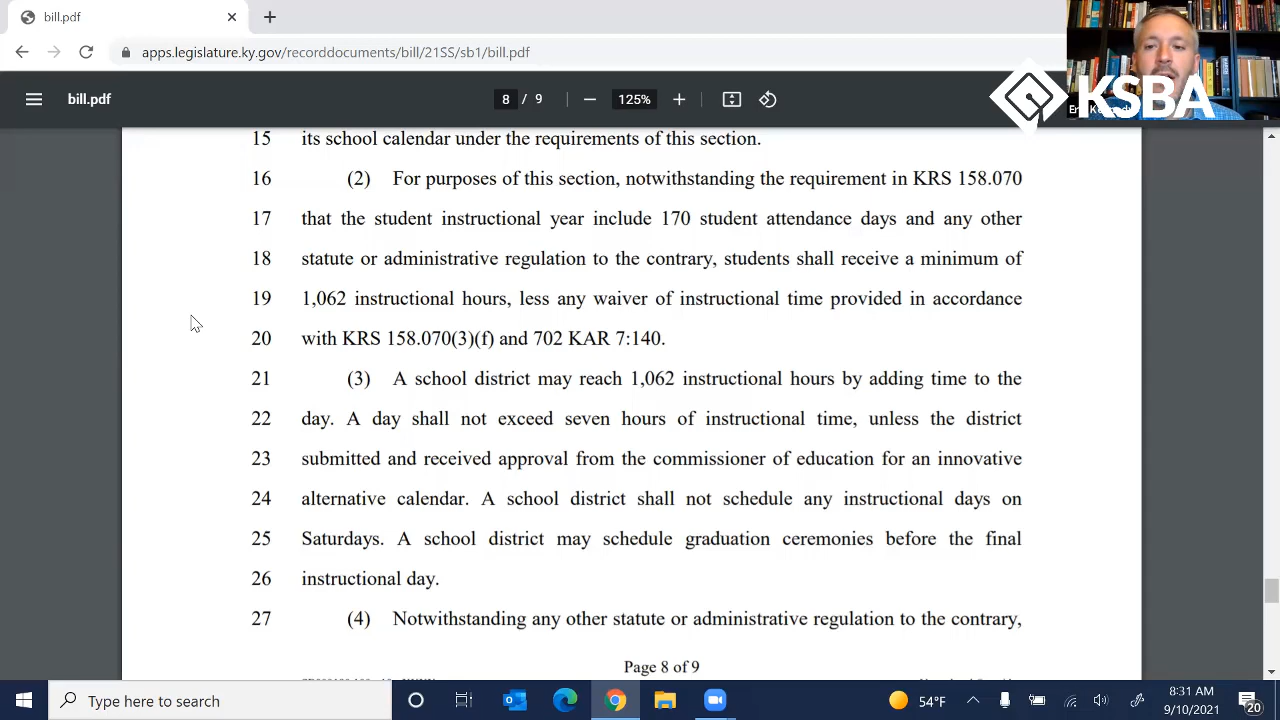 bill.pdf
apps.legislature.ky.gov/recorddocuments/bill/21SS/sb1/bill.pdf
bill.pdf
8 / 9
125%
KSBA
15 its school calendar under the requirements of this section.
16 (2) For purposes of this section, notwithstanding the requirement in KRS 158.070
17 that the student instructional year include 170 student attendance days and any other
18 statute or administrative regulation to the contrary, students shall receive a minimum of
19 1,062 instructional hours, less any waiver of instructional time provided in accordance
20 with KRS 158.070(3)(f) and 702 KAR 7:140.
21 (3) A school district may reach 1,062 instructional hours by adding time to the
22 day. A day shall not exceed seven hours of instructional time, unless the district
23 submitted and received approval from the commissioner of education for an innovative
24 alternative calendar. A school district shall not schedule any instructional days on
25 Saturdays. A school district may schedule graduation ceremonies before the final
26 instructional day.
27 (4) Notwithstanding any other statute or administrative regulation to the contrary,
Page 8 of 9
Type here to search
54°F
8:31 AM
9/10/2021
20